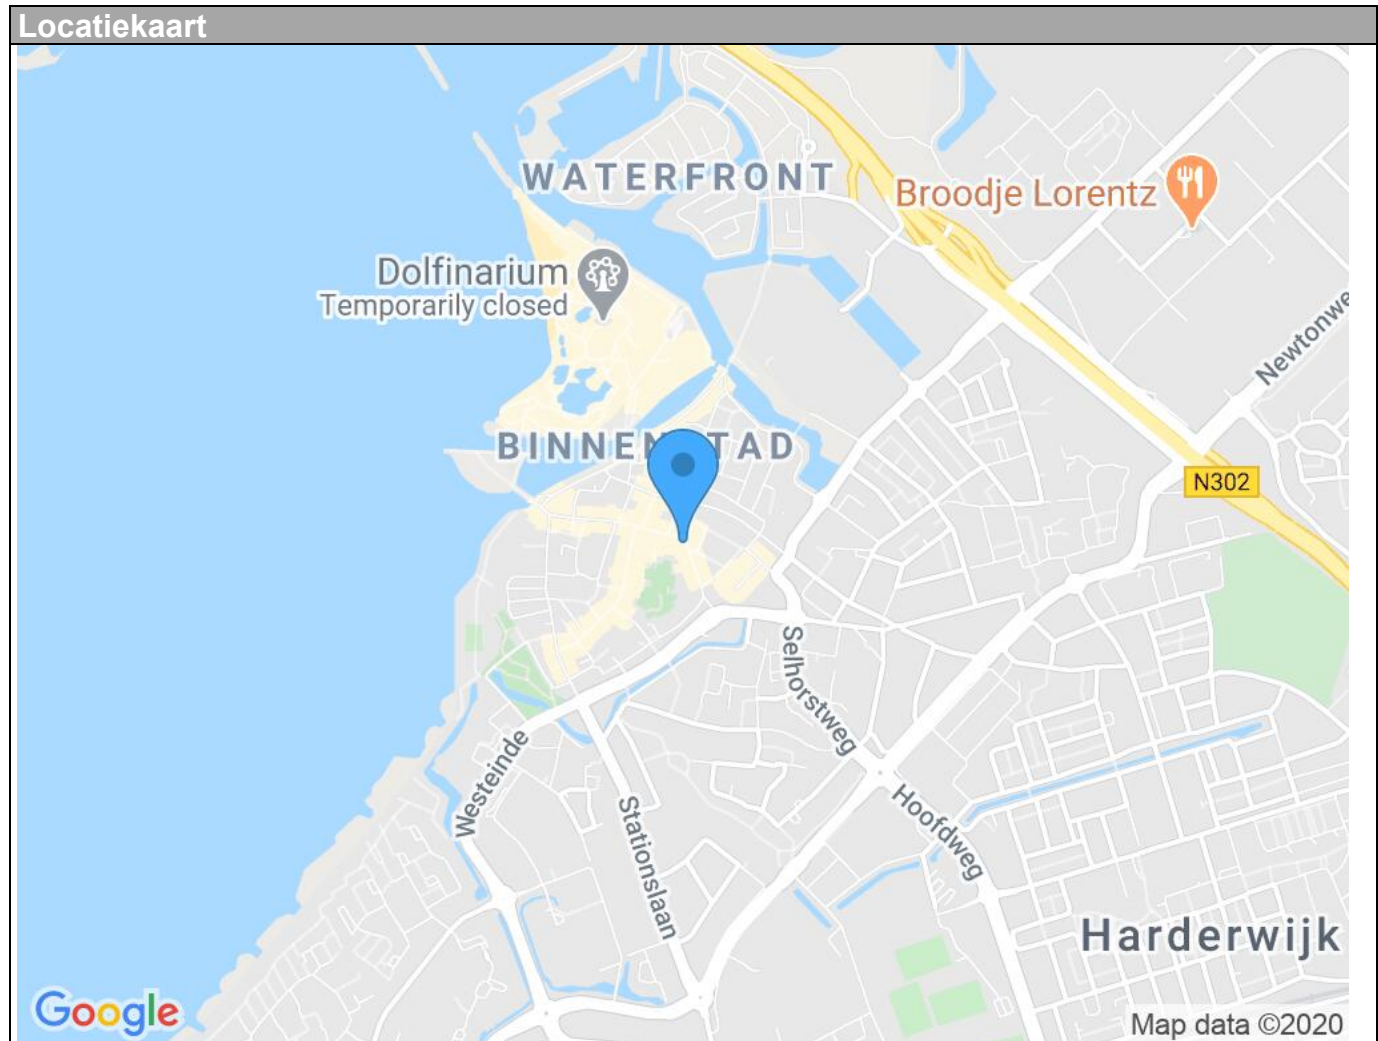 Locatiekaart
WATERFRONT
Broodje Lorentz
Dolfinarium
Temporarily closed
Newtonwe
BINNEN TAD
N302
Selhorstweg
Westeinde
Stationslaan
Hoofdweg
Harderwijk
Google
Map data ©2020